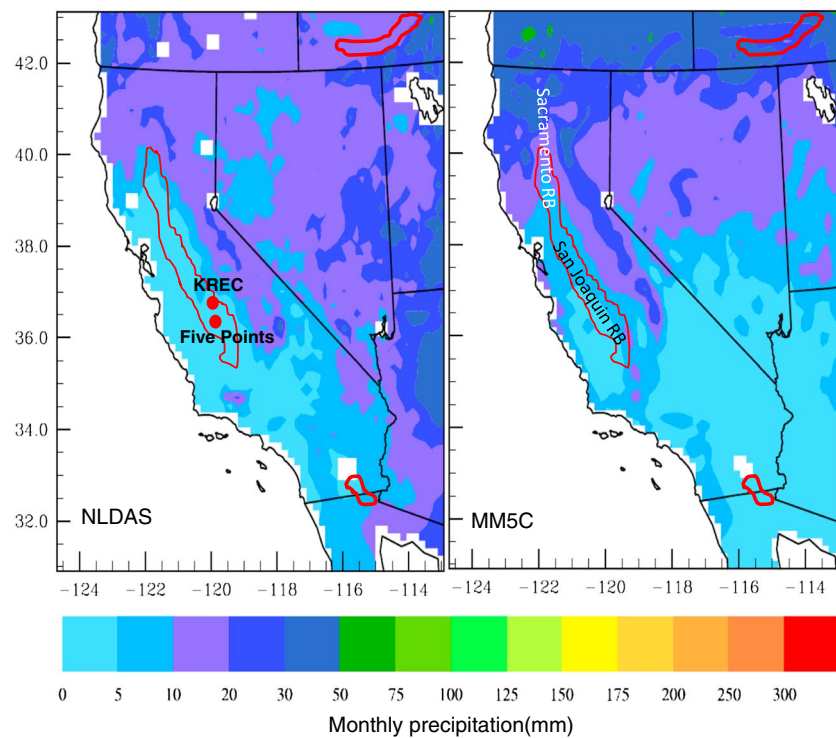 42.0
40.0
38.0
36.0
34.0
32.0
KREC
Five Points
NLDAS
Sacramento RB
San Joaquin RB
MM5C
−124 −122 −120 −118 −116 −114
−124 −122 −120 −118 −116 −114
0 5 10 20 30 50 75 100 125 150 175 200 250 300
Monthly precipitation(mm)